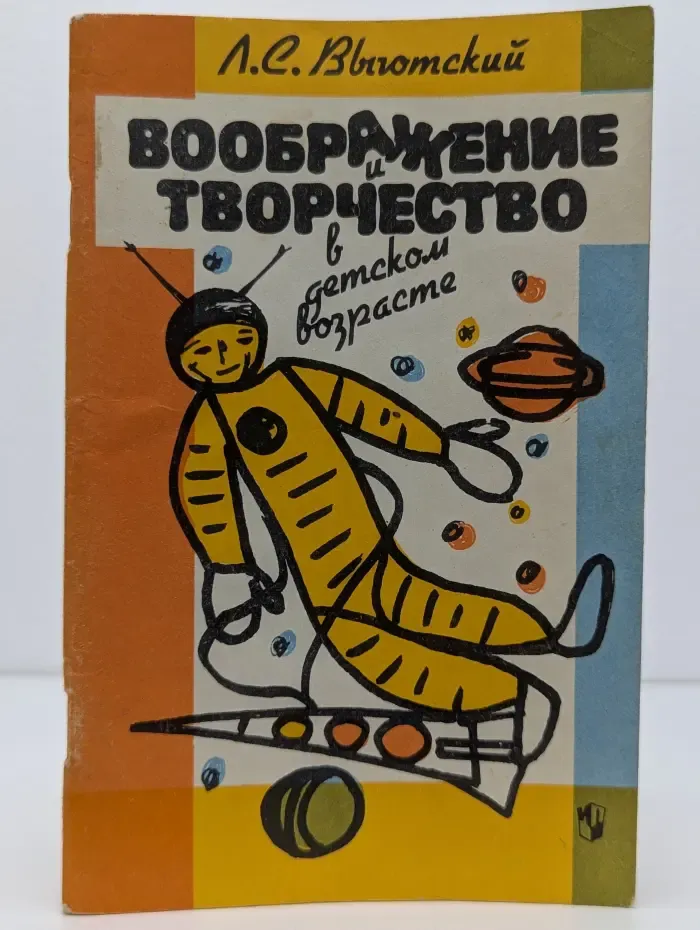 Л.С. Выготский
ВООБРАЖЕНИЕ
и
ТВОРЧЕСТВО
в
детском
возрасте